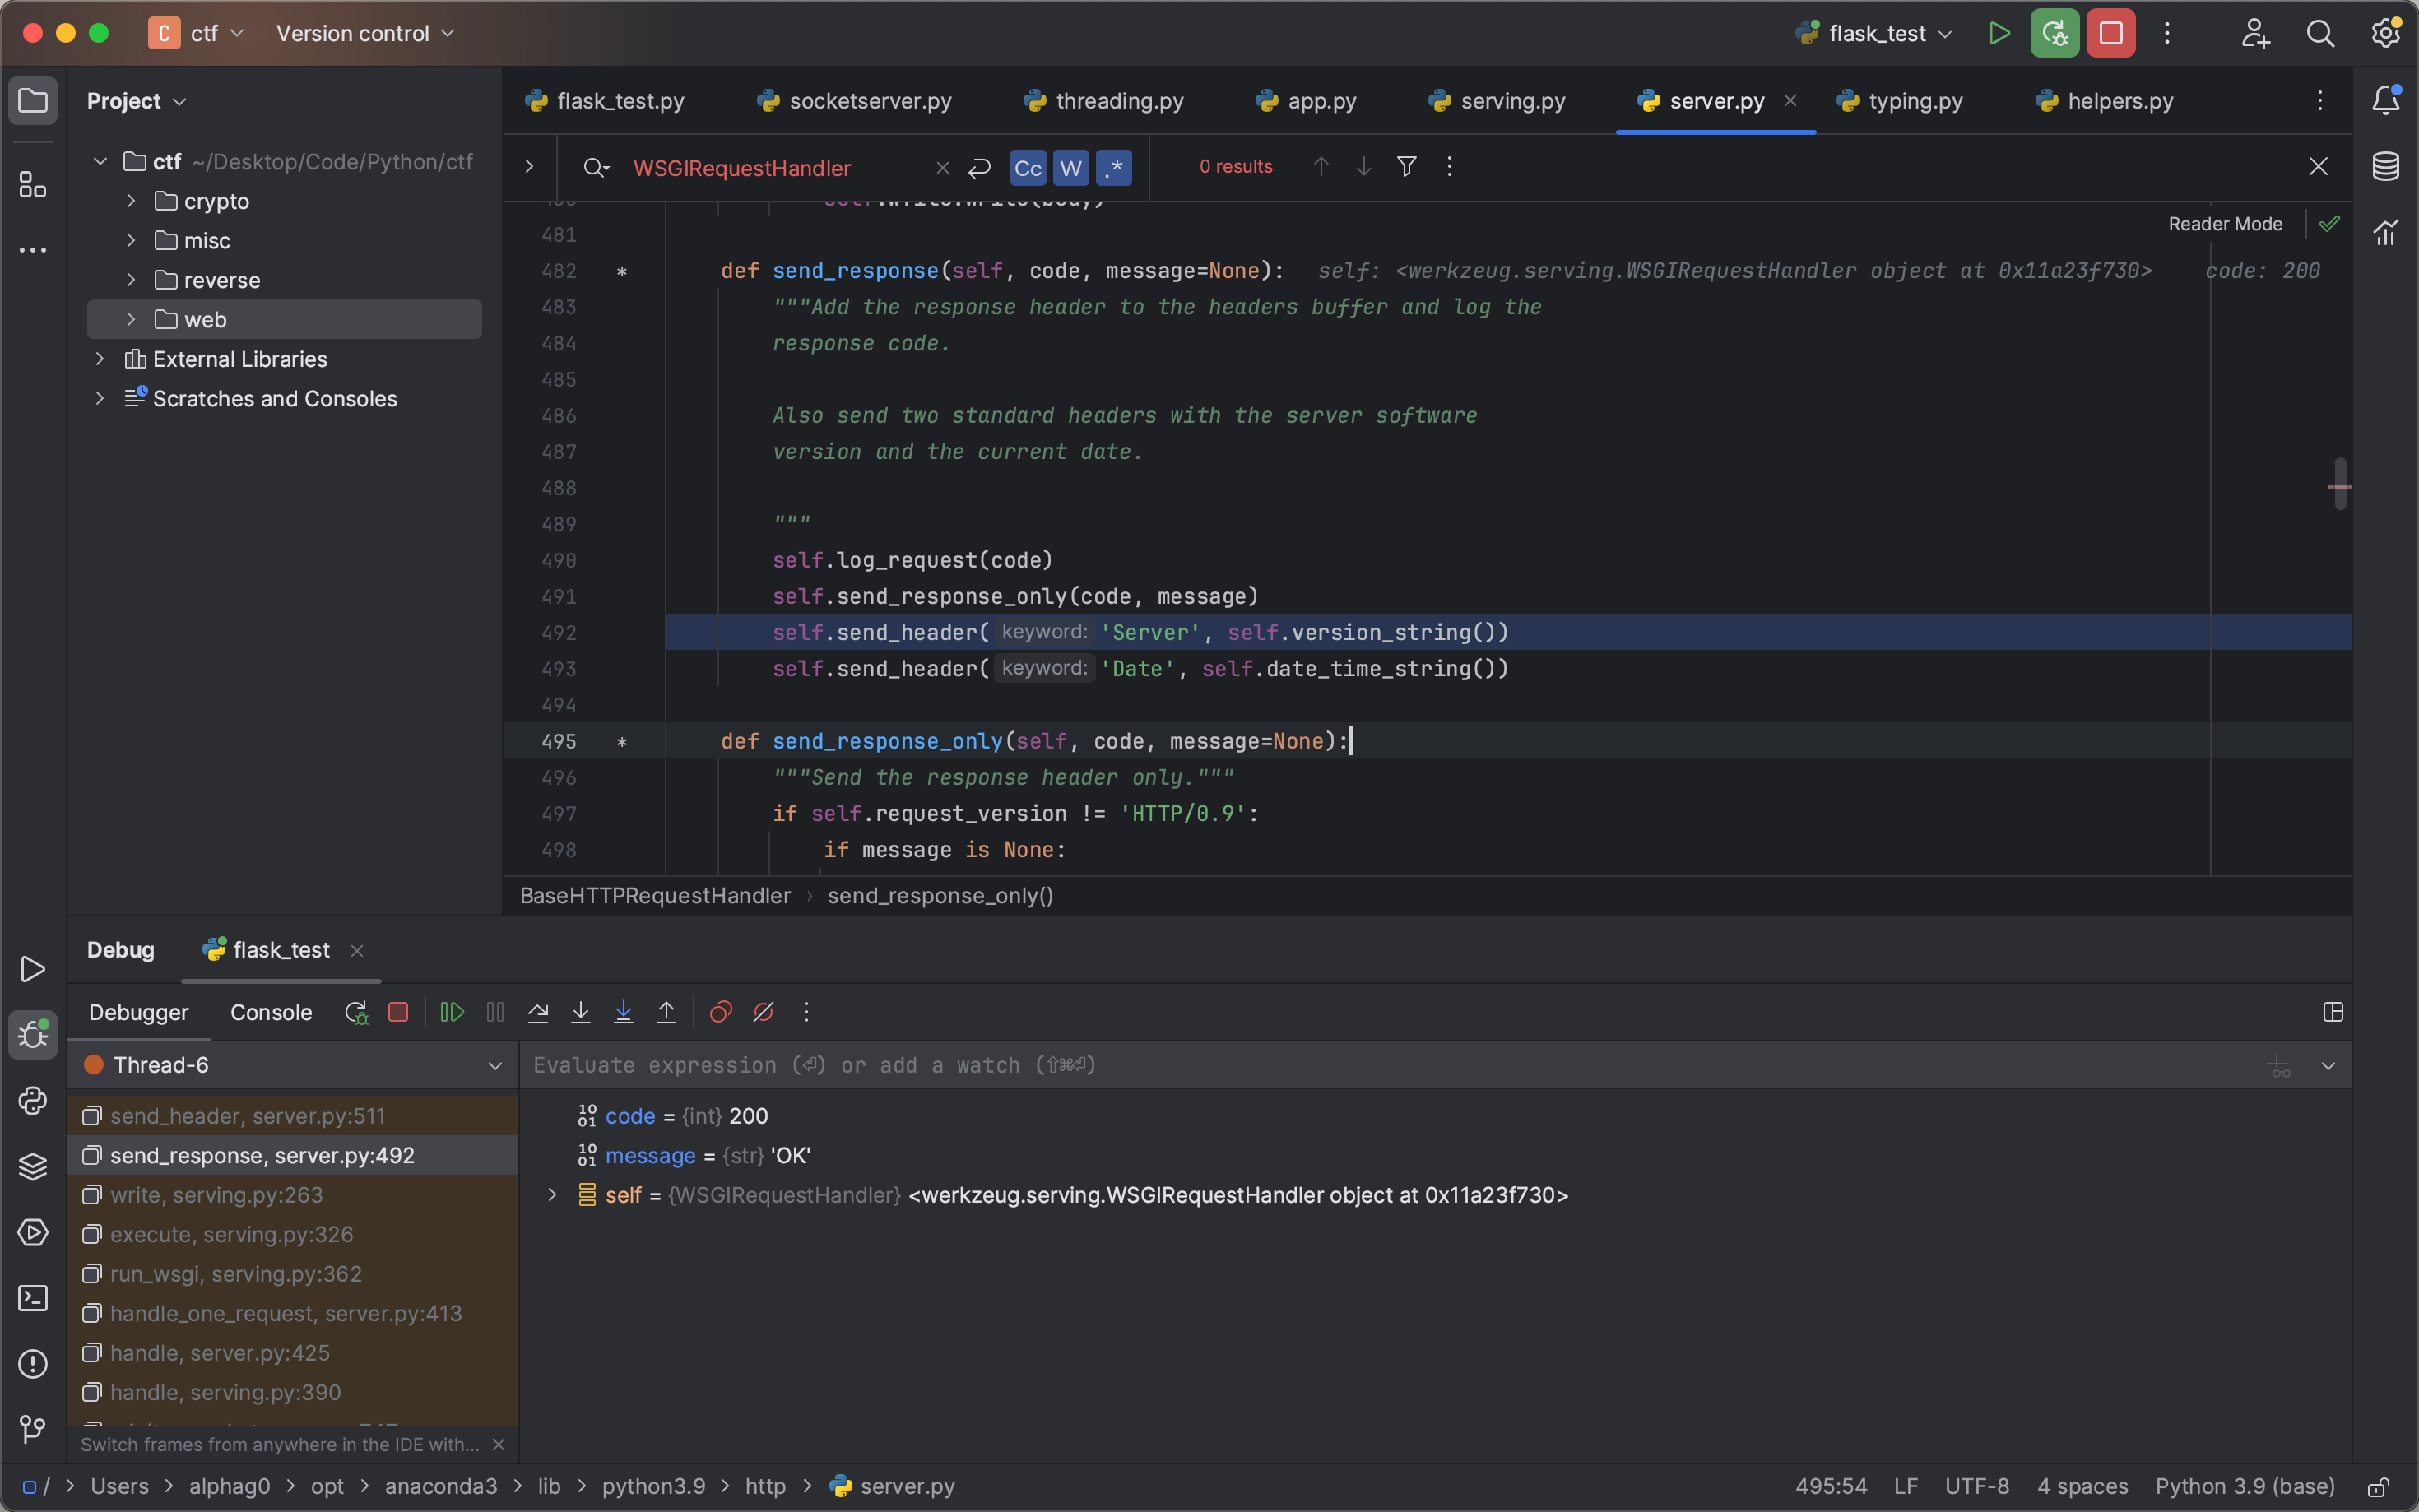 C ctf Version control flask_test
Project
flask_test.py socketserver.py threading.py app.py serving.py server.py typing.py helpers.py
WSGIRequestHandler Cc W .* 0 results
ctf ~/Desktop/Code/Python/ctf
crypto
misc
reverse
web
External Libraries
Scratches and Consoles
Reader Mode
481
482 * def send_response(self, code, message=None): self: <werkzeug.serving.WSGIRequestHandler object at 0x11a23f730> code: 200
483 """Add the response header to the headers buffer and log the
484 response code.
485
486 Also send two standard headers with the server software
487 version and the current date.
488
489 """
490 self.log_request(code)
491 self.send_response_only(code, message)
492 self.send_header( keyword: 'Server', self.version_string())
493 self.send_header( keyword: 'Date', self.date_time_string())
494
495 * def send_response_only(self, code, message=None):
496 """Send the response header only."""
497 if self.request_version != 'HTTP/0.9':
498 if message is None:
BaseHTTPRequestHandler › send_response_only()
Debug flask_test
Debugger Console
Thread-6
Evaluate expression (⏎) or add a watch (⇧⌘⏎)
send_header, server.py:511
send_response, server.py:492
write, serving.py:263
execute, serving.py:326
run_wsgi, serving.py:362
handle_one_request, server.py:413
handle, server.py:425
handle, serving.py:390
Switch frames from anywhere in the IDE with...
code = {int} 200
message = {str} 'OK'
self = {WSGIRequestHandler} <werkzeug.serving.WSGIRequestHandler object at 0x11a23f730>
/ > Users > alphag0 > opt > anaconda3 > lib > python3.9 > http > server.py
495:54 LF UTF-8 4 spaces Python 3.9 (base)